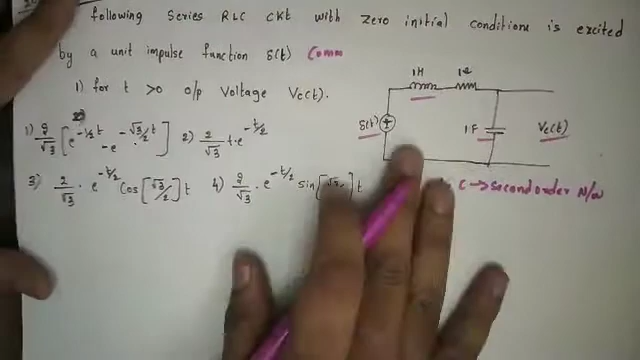 following Series RLC CKt with Zero initial conditions is excited
by a unit impulse function δ(t) Comm
1) for t > 0 o/p Voltage Vc(t).
1H 1Ω
δ(t) 1F Vc(t)
1) 2/√3 [e^-1/2t - e^-√3/2t] 2) 2/√3 t·e^-t/2
3) 2/√3 · e^-t/2 Cos[√3/2]t 4) 2/√3 · e^-t/2 sin[√3/2]t
C → Second order N/w